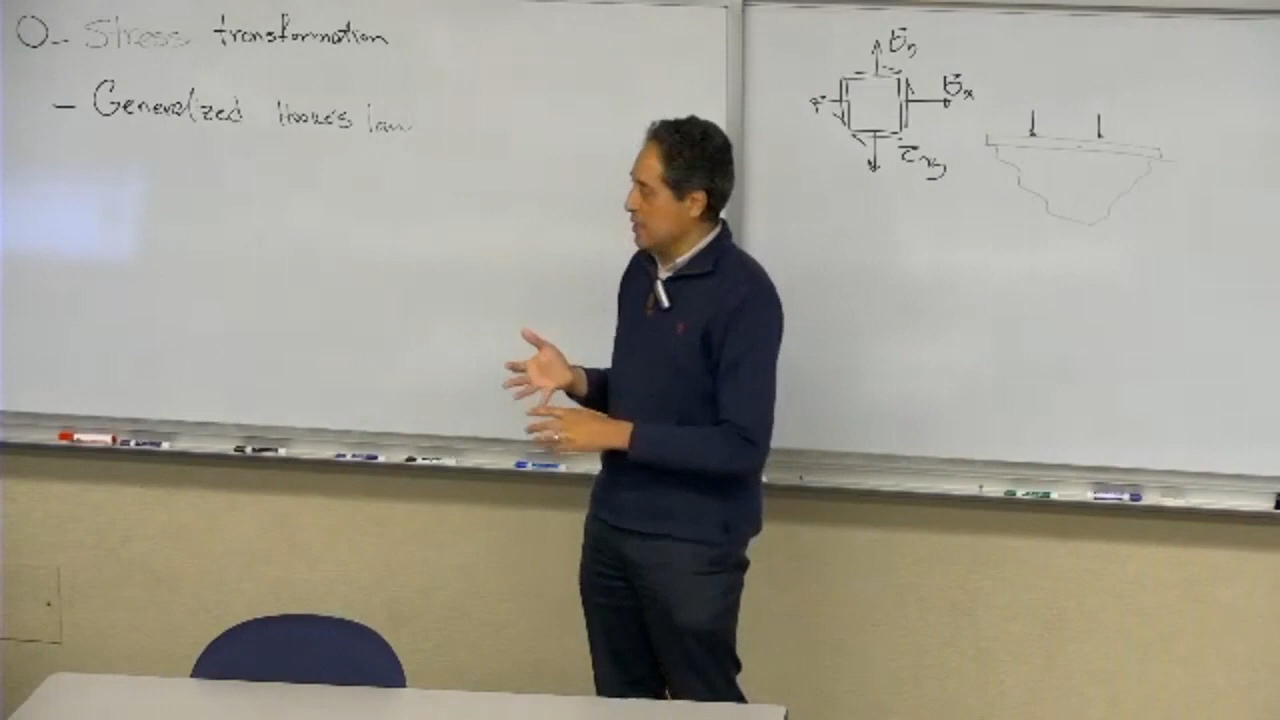 O- Stress transformation
- Generalized Hooke's law
σy
σx
τxy